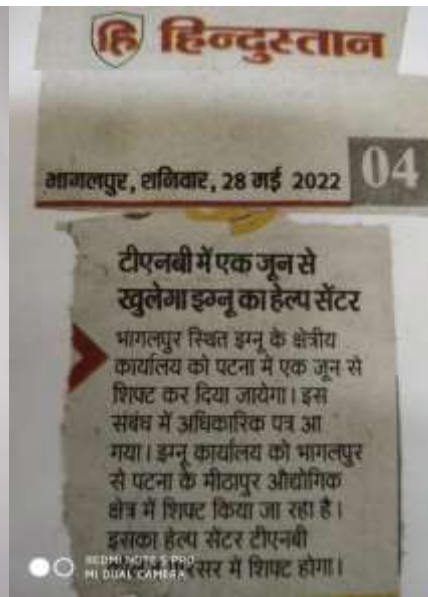 हि हिन्दुस्तान
भागलपुर, शनिवार, 28 मई 2022 04
टीएनबी में एक जून से
खुलेगा इग्नू का हेल्प सेंटर
भागलपुर स्थित इग्नू के क्षेत्रीय
कार्यालय को पटना में एक जून से
शिफ्ट कर दिया जायेगा। इस
संबंध में अधिकारिक पत्र आ
गया। इग्नू कार्यालय को भागलपुर
से पटना के मीठापुर औद्योगिक
क्षेत्र में शिफ्ट किया जा रहा है।
इसका हेल्प सेंटर टीएनबी
में शिफ्ट होगा।
REDMI NOTE 5 PRO
MI DUAL CAMERA